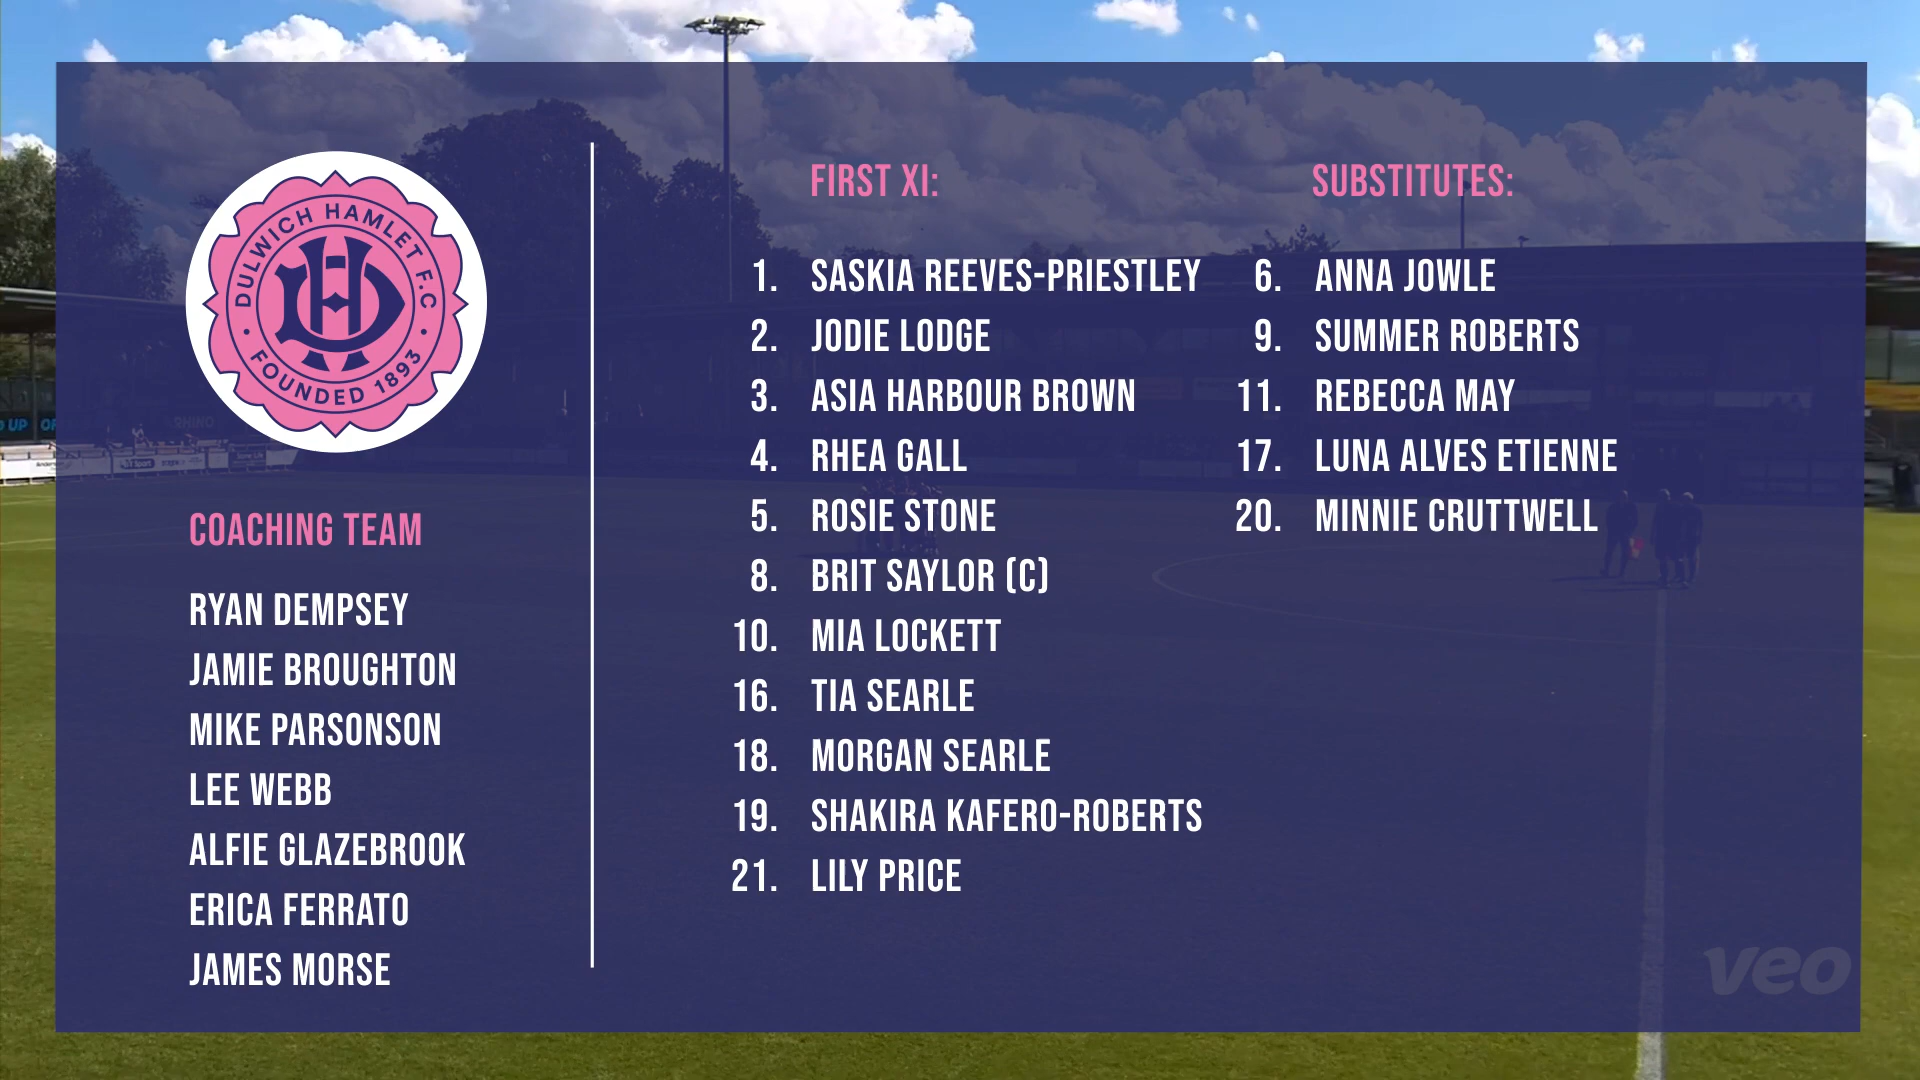 DULWICH HAMLET F.C
FOUNDED 1893
COACHING TEAM
RYAN DEMPSEY
JAMIE BROUGHTON
MIKE PARSONSON
LEE WEBB
ALFIE GLAZEBROOK
ERICA FERRATO
JAMES MORSE
FIRST XI:
1. SASKIA REEVES-PRIESTLEY
2. JODIE LODGE
3. ASIA HARBOUR BROWN
4. RHEA GALL
5. ROSIE STONE
8. BRIT SAYLOR (C)
10. MIA LOCKETT
16. TIA SEARLE
18. MORGAN SEARLE
19. SHAKIRA KAFERO-ROBERTS
21. LILY PRICE
SUBSTITUTES:
6. ANNA JOWLE
9. SUMMER ROBERTS
11. REBECCA MAY
17. LUNA ALVES ETIENNE
20. MINNIE CRUTTWELL
UP
RHINO
veo